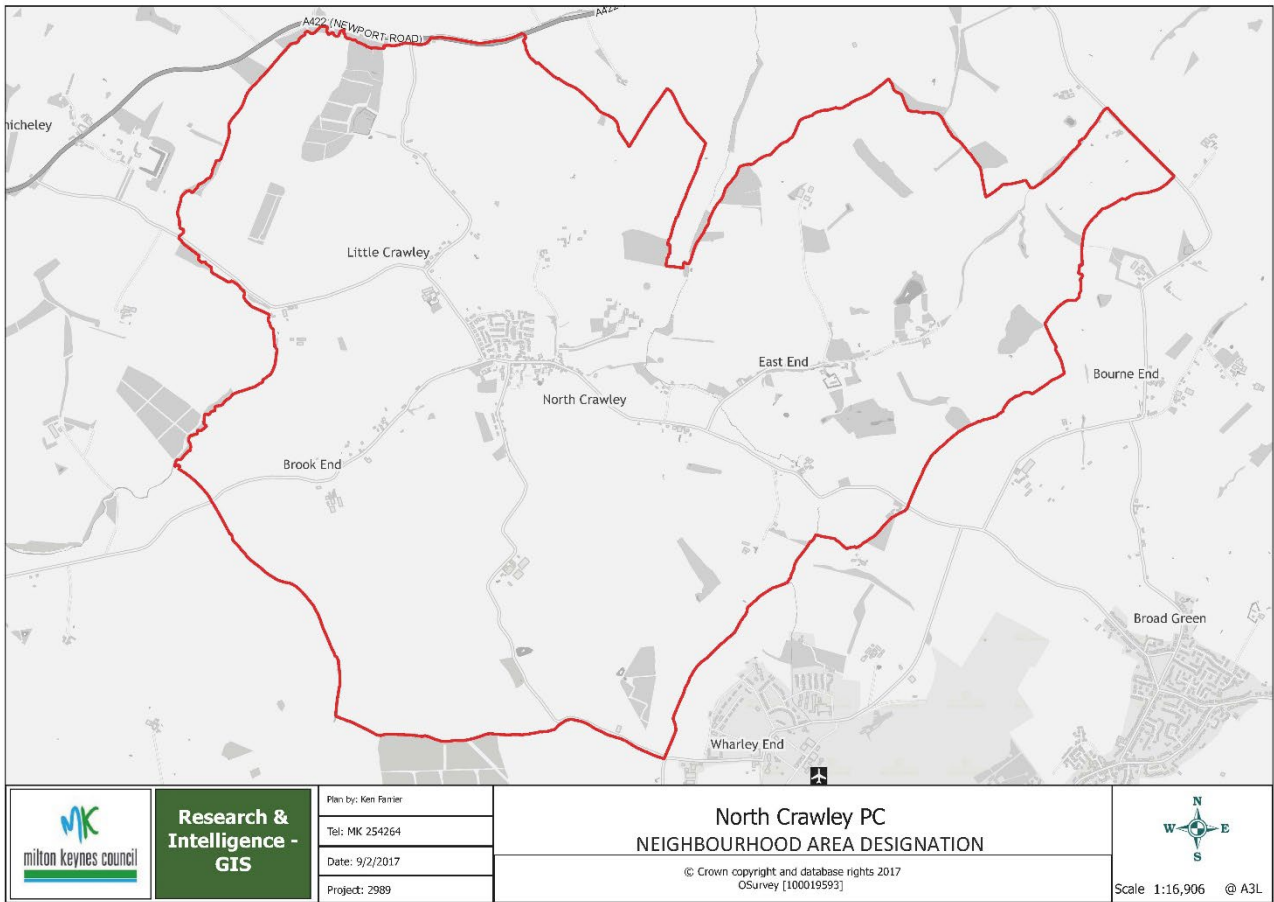 A422 (NEWPORT-ROAD)
A422
hicheley
Little Crawley
East End
Bourne End
North Crawley
Brook End
Broad Green
Wharley End
MK
milton keynes council
Research &
Intelligence -
GIS
Plan by: Ken Farrier
Tel: MK 254264
Date: 9/2/2017
Project: 2989
North Crawley PC
NEIGHBOURHOOD AREA DESIGNATION
© Crown copyright and database rights 2017
OSurvey [100019593]
N
W E
S
Scale 1:16,906 @ A3L